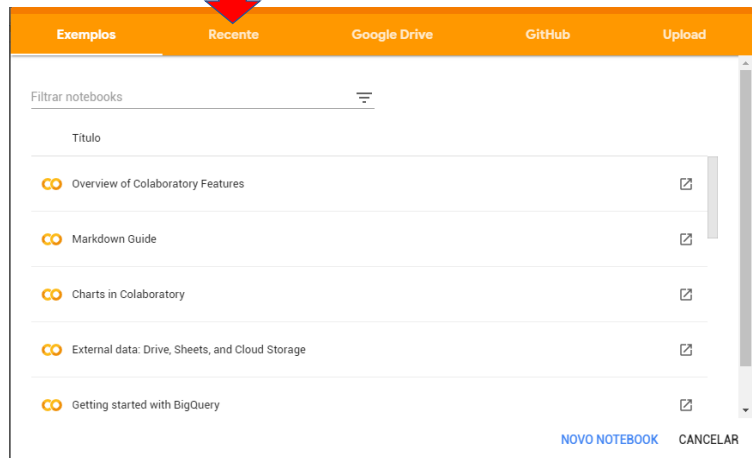 Exemplos Recente Google Drive GitHub Upload
Filtrar notebooks
Título
Overview of Colaboratory Features
Markdown Guide
Charts in Colaboratory
External data: Drive, Sheets, and Cloud Storage
Getting started with BigQuery
NOVO NOTEBOOK CANCELAR